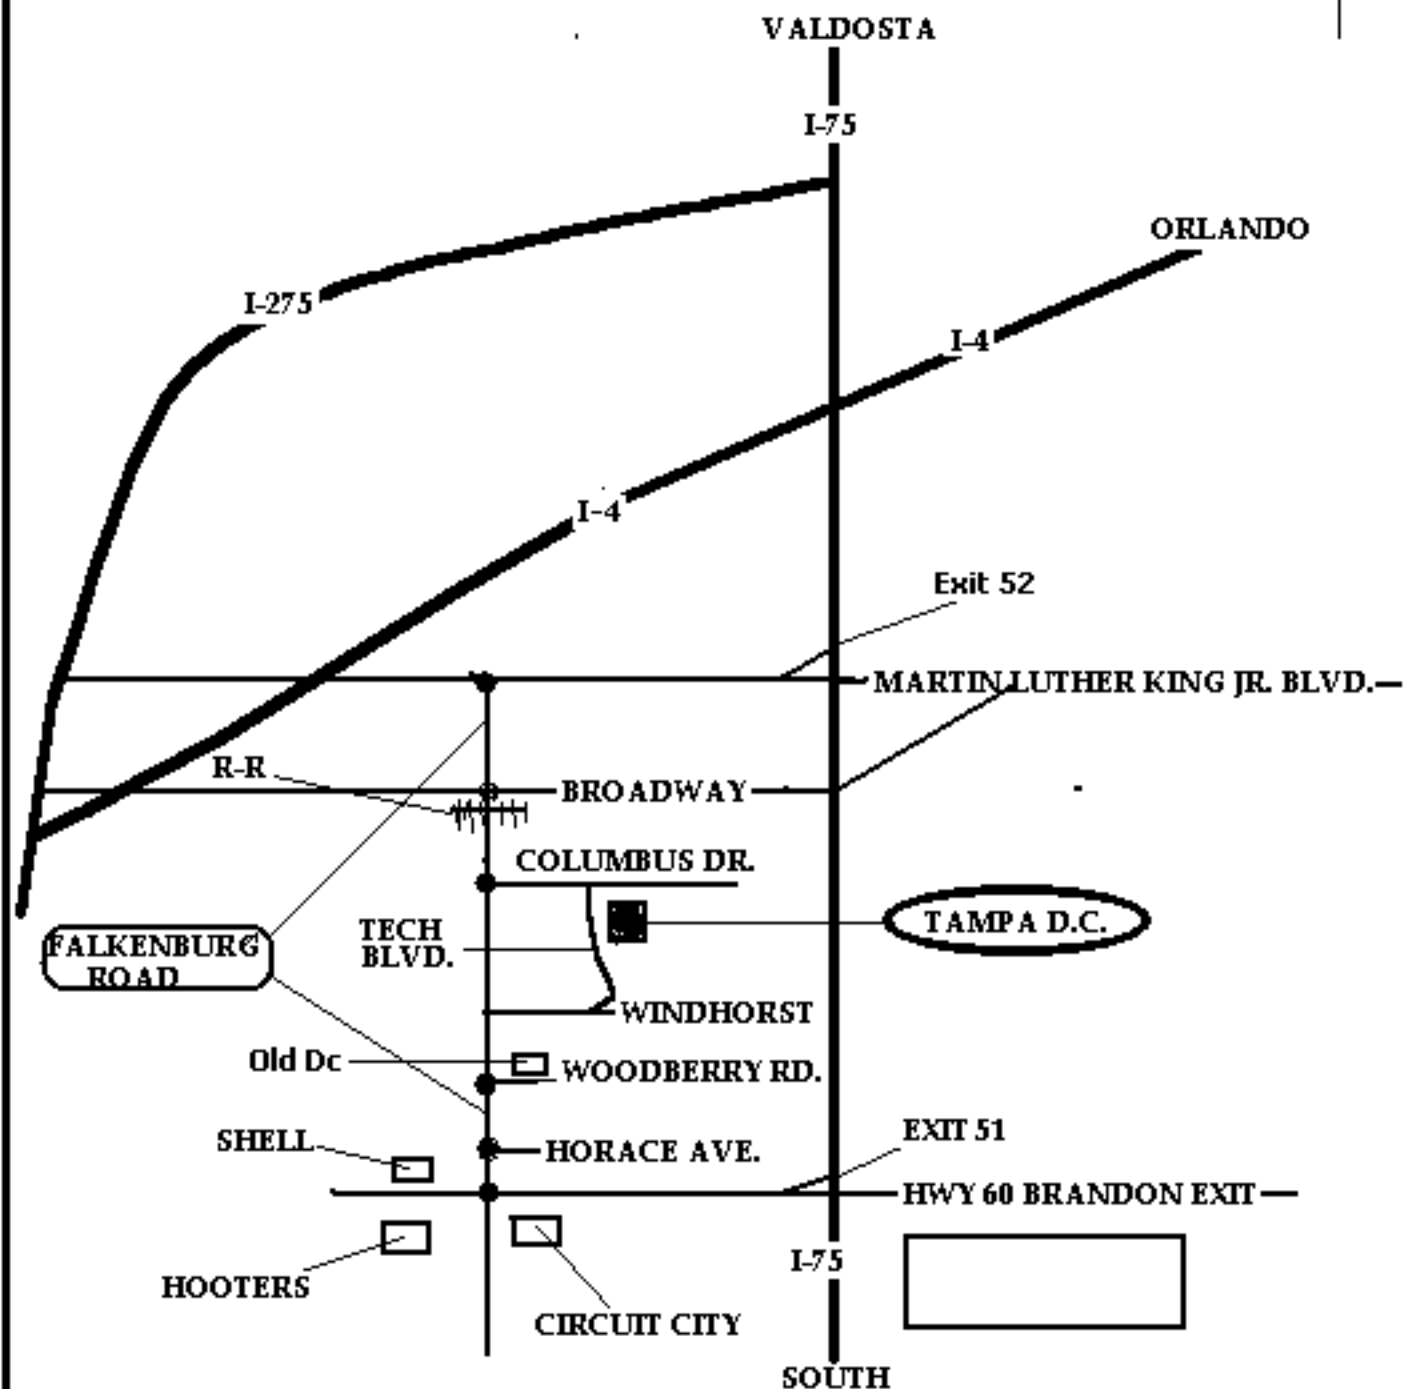 VALDOSTA
I-75
ORLANDO
I-275
I-4
I-4
Exit 52
MARTIN LUTHER KING JR. BLVD.
R-R
BROADWAY
COLUMBUS DR.
TECH
BLVD.
TAMPA D.C.
FALKENBURG
ROAD
WINDHORST
Old Dc
WOODBERRY RD.
SHELL
HORACE AVE.
EXIT 51
HWY 60 BRANDON EXIT
I-75
HOOTERS
CIRCUIT CITY
SOUTH